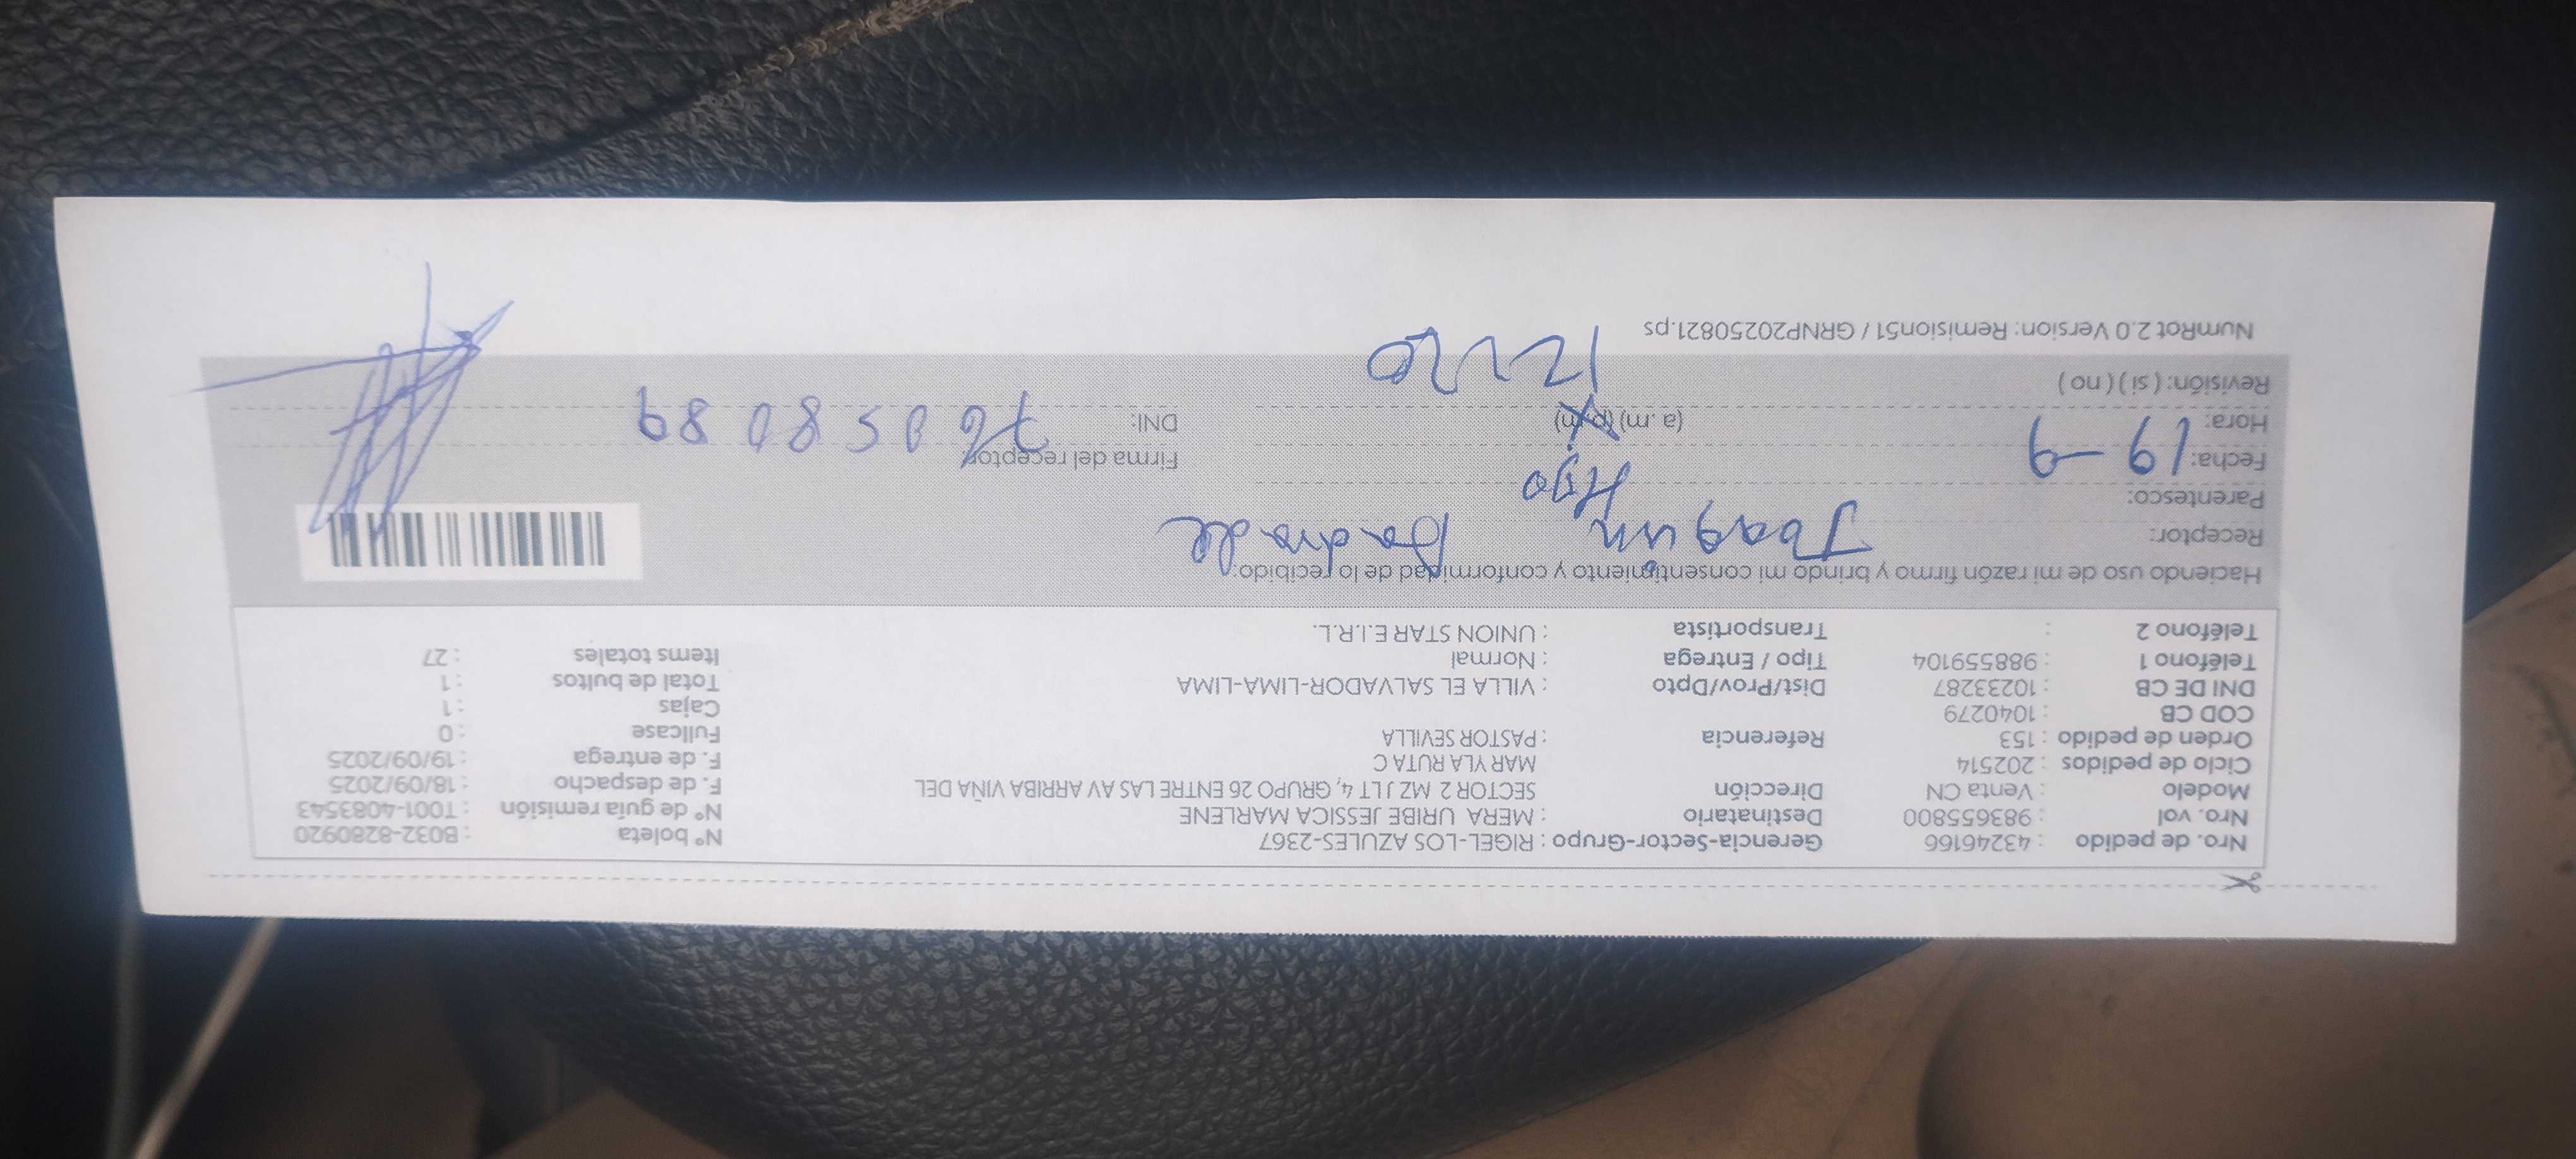 Nro. de pedido : 43246166 Gerencia-Sector-Grupo : RIGEL-LOS AZULES-2367 N° boleta : B032-8280920
Nro. vol : 983655800 Destinatario : MERA URIBE JESSICA MARLENE N° de guía remisión : T001-4083543
Modelo : Venta CN Dirección : SECTOR 2 MZ J LT 4, GRUPO 26 ENTRE LAS AV ARRIBA VIÑA DEL F. de despacho : 18/09/2025
Ciclo de pedidos : 202514 MAR Y LA RUTA C F. de entrega : 19/09/2025
Orden de pedido : 153 Referencia : PASTOR SEVILLA Fullcase : 0
COD CB : 1040279 Cajas : 1
DNI DE CB : 10233287 Dist/Prov/Dpto : VILLA EL SALVADOR-LIMA-LIMA Total de bultos : 1
Teléfono 1 : 988559104 Tipo / Entrega : Normal Items totales : 27
Teléfono 2 : Transportista : UNION STAR E.I.R.L.
Haciendo uso de mi razón firmo y brindo mi consentimiento y conformidad de lo recibido:
Receptor: Joaquin
Parentesco: Hijo
Fecha: 19-9 Firma del receptor:
Hora: (a .m) (p.m) DNI: 76058089
Revisión: ( si ) ( no ) 12:20
NumRot 2.0 Version: Remision51 / GRNP20250821.ps